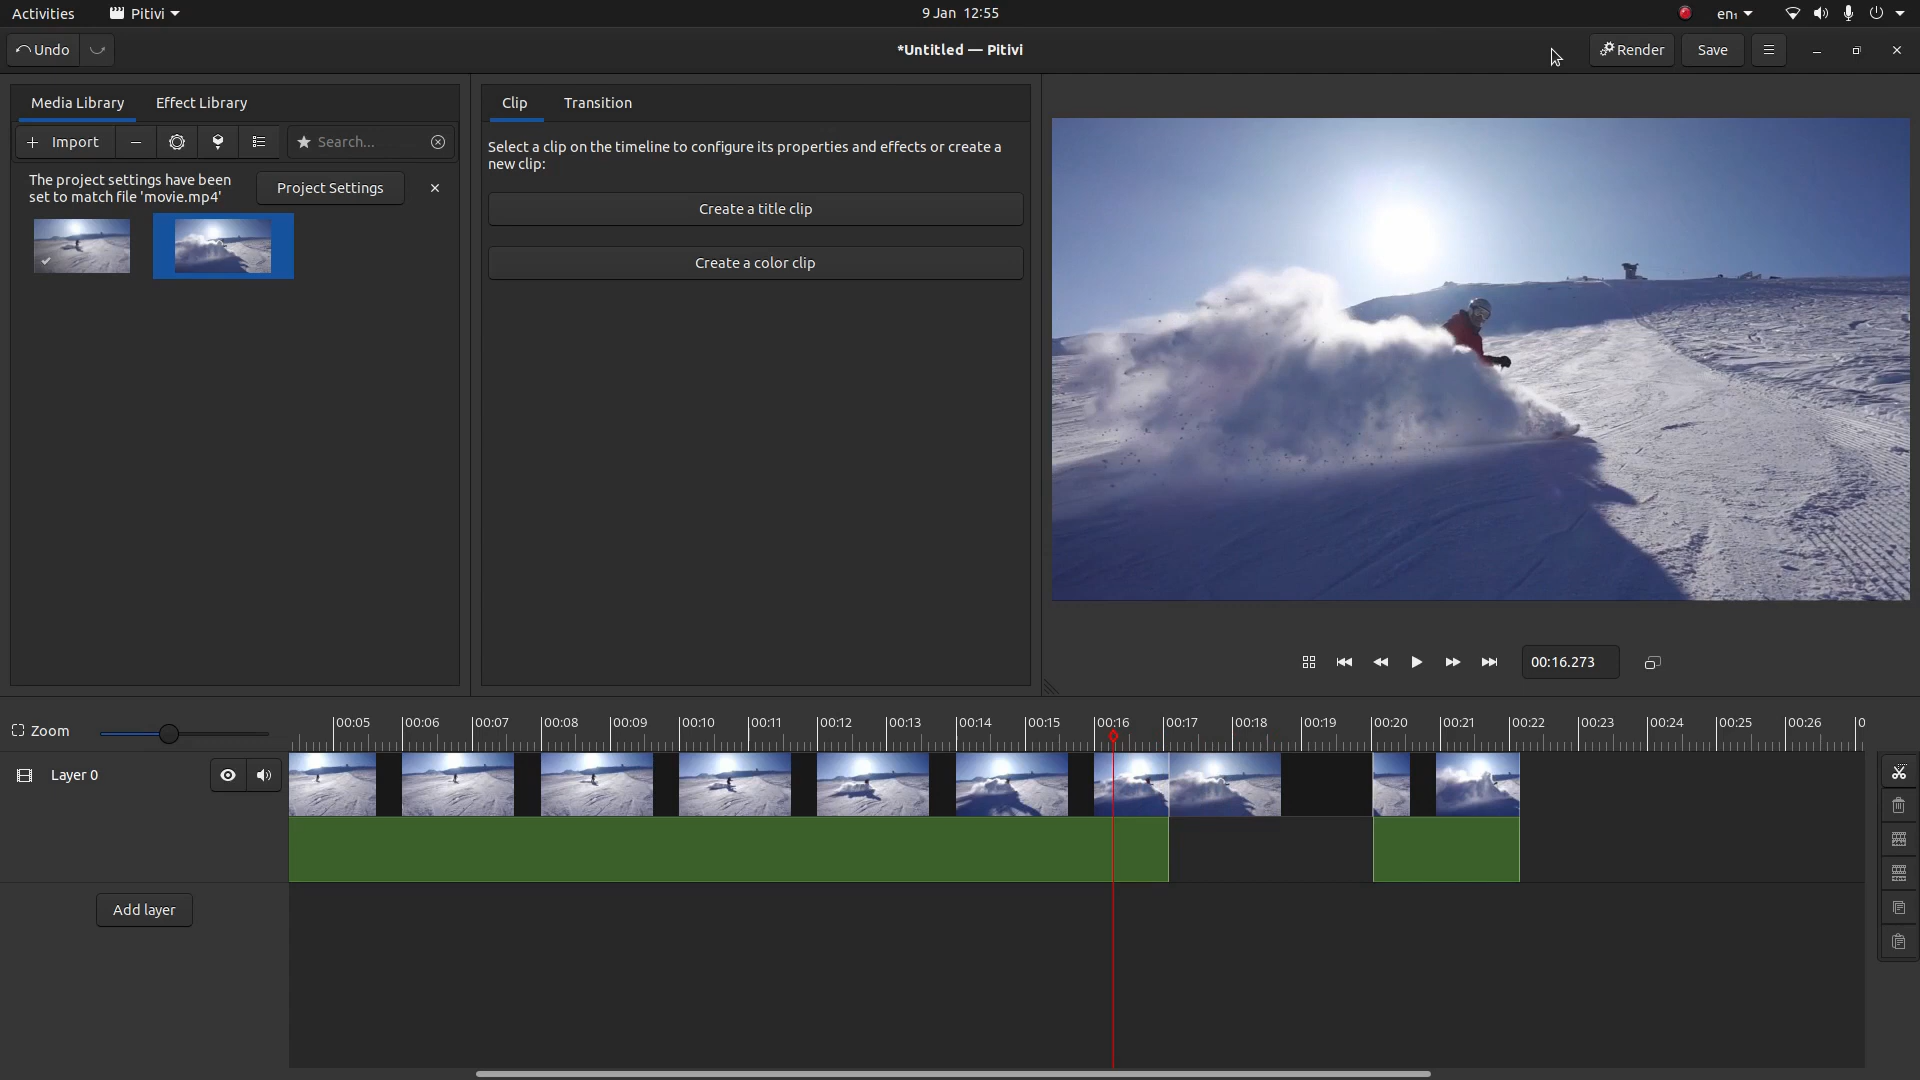 Activities Pitivi 9 Jan 12:55 en₁
Undo *Untitled — Pitivi Render Save
Media Library Effect Library
Import Search...
The project settings have been
set to match file 'movie.mp4'
Project Settings
Clip Transition
Select a clip on the timeline to configure its properties and effects or create a
new clip:
Create a title clip
Create a color clip
00:16.273
Zoom 00:05 00:06 00:07 00:08 00:09 00:10 00:11 00:12 00:13 00:14 00:15 00:16 00:17 00:18 00:19 00:20 00:21 00:22 00:23 00:24 00:25 00:26 0
Layer 0
Add layer